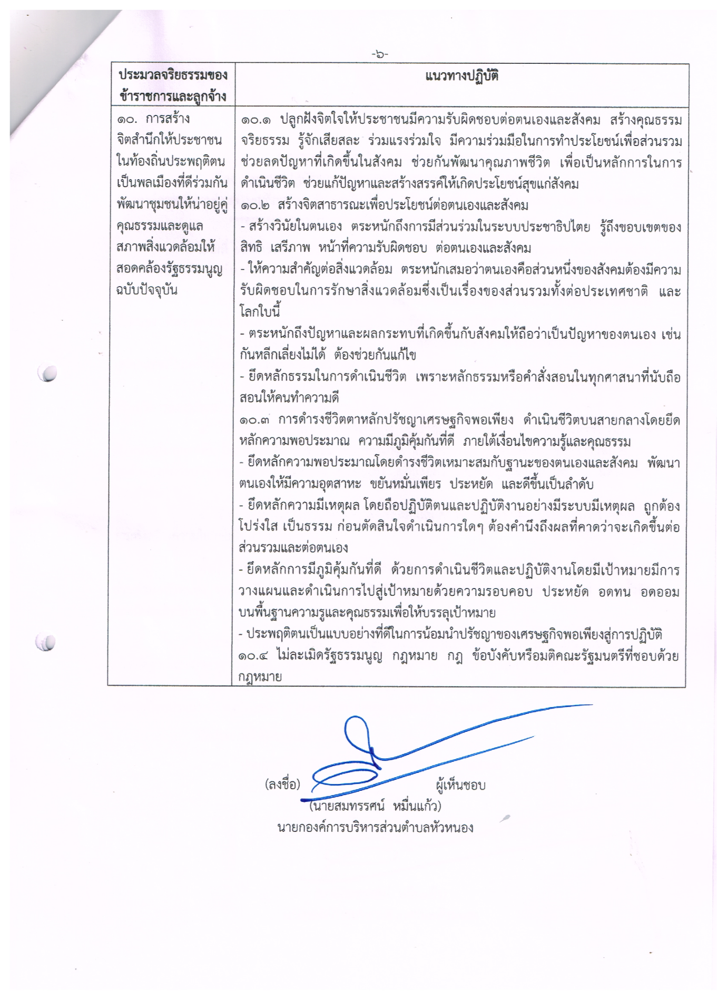 -๖-
ประมวลจริยธรรมของ
ข้าราชการและลูกจ้าง
แนวทางปฏิบัติ
๑๐. การสร้าง
จิตสำนึกให้ประชาชน
ในท้องถิ่นประพฤติตน
เป็นพลเมืองที่ดีร่วมกัน
พัฒนาชุมชนให้น่าอยู่คู่
คุณธรรมและดูแล
สภาพสิ่งแวดล้อมให้
สอดคล้องรัฐธรรมนูญ
ฉบับปัจจุบัน
๑๐.๑ ปลูกฝังจิตใจให้ประชาชนมีความรับผิดชอบต่อตนเองและสังคม สร้างคุณธรรม
จริยธรรม รู้จักเสียสละ ร่วมแรงร่วมใจ มีความร่วมมือในการทำประโยชน์เพื่อส่วนรวม
ช่วยลดปัญหาที่เกิดขึ้นในสังคม ช่วยกันพัฒนาคุณภาพชีวิต เพื่อเป็นหลักการในการ
ดำเนินชีวิต ช่วยแก้ปัญหาและสร้างสรรค์ให้เกิดประโยชน์สุขแก่สังคม
๑๐.๒ สร้างจิตสาธารณะเพื่อประโยชน์ต่อตนเองและสังคม
- สร้างวินัยในตนเอง ตระหนักถึงการมีส่วนร่วมในระบบประชาธิปไตย รู้ถึงขอบเขตของ
สิทธิ เสรีภาพ หน้าที่ความรับผิดชอบ ต่อตนเองและสังคม
- ให้ความสำคัญต่อสิ่งแวดล้อม ตระหนักเสมอว่าตนเองคือส่วนหนึ่งของสังคมต้องมีความ
รับผิดชอบในการรักษาสิ่งแวดล้อมซึ่งเป็นเรื่องของส่วนรวมทั้งต่อประเทศชาติ และ
โลกใบนี้
- ตระหนักถึงปัญหาและผลกระทบที่เกิดขึ้นกับสังคมให้ถือว่าเป็นปัญหาของตนเอง เช่น
กันหลีกเลี่ยงไม่ได้ ต้องช่วยกันแก้ไข
- ยึดหลักธรรมในการดำเนินชีวิต เพราะหลักธรรมหรือคำสั่งสอนในทุกศาสนาที่นับถือ
สอนให้คนทำความดี
๑๐.๓ การดำรงชีวิตตาหลักปรัชญาเศรษฐกิจพอเพียง ดำเนินชีวิตบนสายกลางโดยยึด
หลักความพอประมาณ ความมีภูมิคุ้มกันที่ดี ภายใต้เงื่อนไขความรู้และคุณธรรม
- ยึดหลักความพอประมาณโดยดำรงชีวิตเหมาะสมกับฐานะของตนเองและสังคม พัฒนา
ตนเองให้มีความอุตสาหะ ขยันหมั่นเพียร ประหยัด และดีขึ้นเป็นลำดับ
- ยึดหลักความมีเหตุผล โดยถือปฏิบัติตนและปฏิบัติงานอย่างมีระบบมีเหตุผล ถูกต้อง
โปร่งใส เป็นธรรม ก่อนตัดสินใจดำเนินการใดๆ ต้องคำนึงถึงผลที่คาดว่าจะเกิดขึ้นต่อ
ส่วนรวมและต่อตนเอง
- ยึดหลักการมีภูมิคุ้มกันที่ดี ด้วยการดำเนินชีวิตและปฏิบัติงานโดยมีเป้าหมายมีการ
วางแผนและดำเนินการไปสู่เป้าหมายด้วยความรอบคอบ ประหยัด อดทน อดออม
บนพื้นฐานความรูและคุณธรรมเพื่อให้บรรลุเป้าหมาย
- ประพฤติตนเป็นแบบอย่างที่ดีในการน้อมนำปรัชญาของเศรษฐกิจพอเพียงสู่การปฏิบัติ
๑๐.๔ ไม่ละเมิดรัฐธรรมนูญ กฎหมาย กฎ ข้อบังคับหรือมติคณะรัฐมนตรีที่ชอบด้วย
กฎหมาย
(ลงชื่อ) ผู้เห็นชอบ
(นายสมทรรศน์ หมื่นแก้ว)
นายกองค์การบริหารส่วนตำบลหัวหนอง